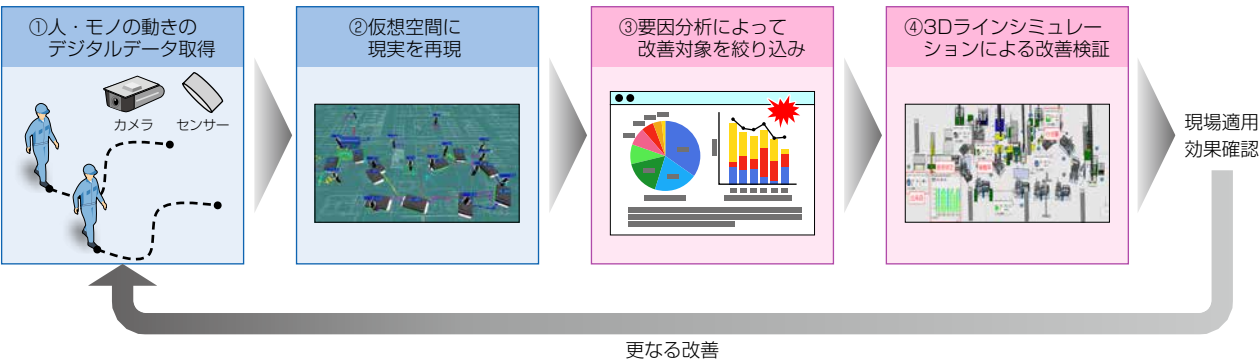 ①人・モノの動きの
デジタルデータ取得
カメラ
センサー
②仮想空間に
現実を再現
③要因分析によって
改善対象を絞り込み
④3Dラインシミュレー
ションによる改善検証
現場適用
効果確認
更なる改善